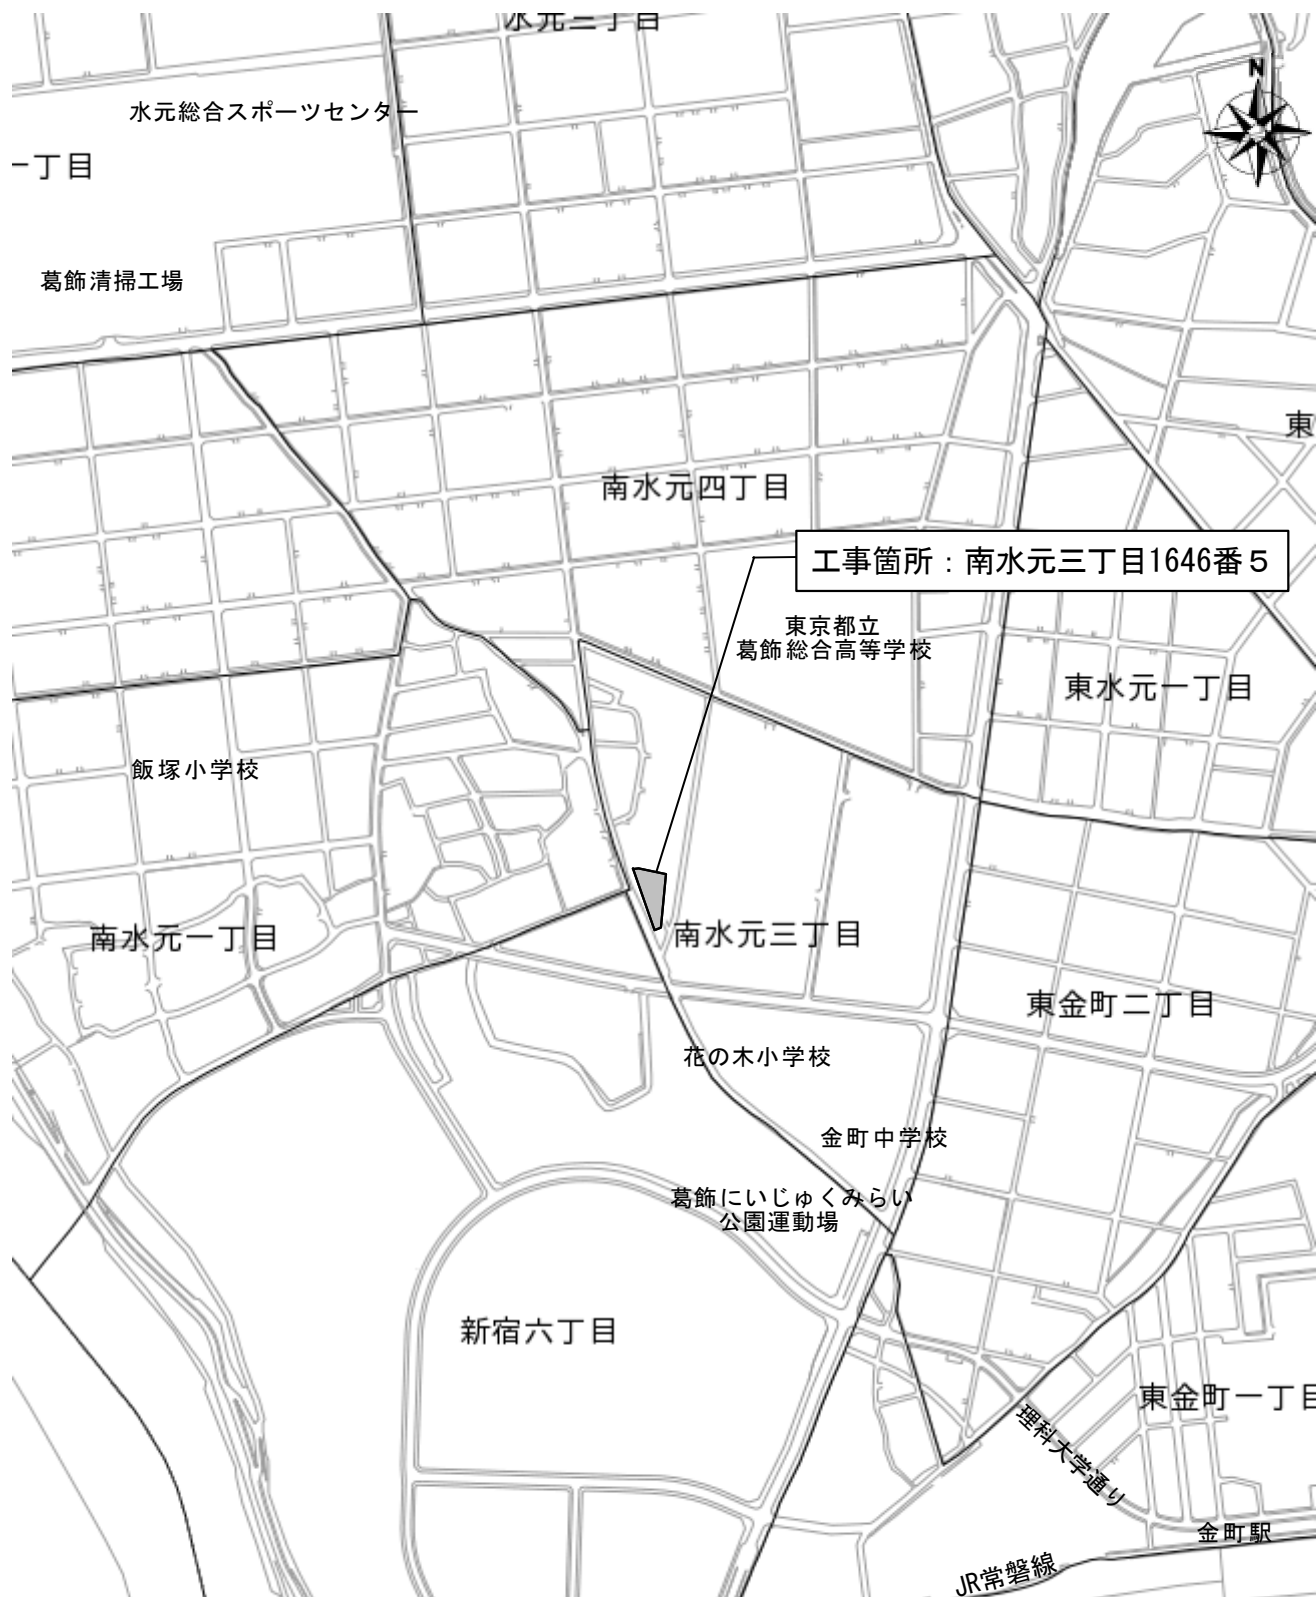 水元三丁目
N
水元総合スポーツセンター
一丁目
葛飾清掃工場
東
南水元四丁目
工事箇所：南水元三丁目1646番５
東京都立
葛飾総合高等学校
東水元一丁目
飯塚小学校
南水元一丁目
南水元三丁目
東金町二丁目
花の木小学校
金町中学校
葛飾にいじゅくみらい
公園運動場
新宿六丁目
東金町一丁目
理科大学通り
金町駅
JR常磐線